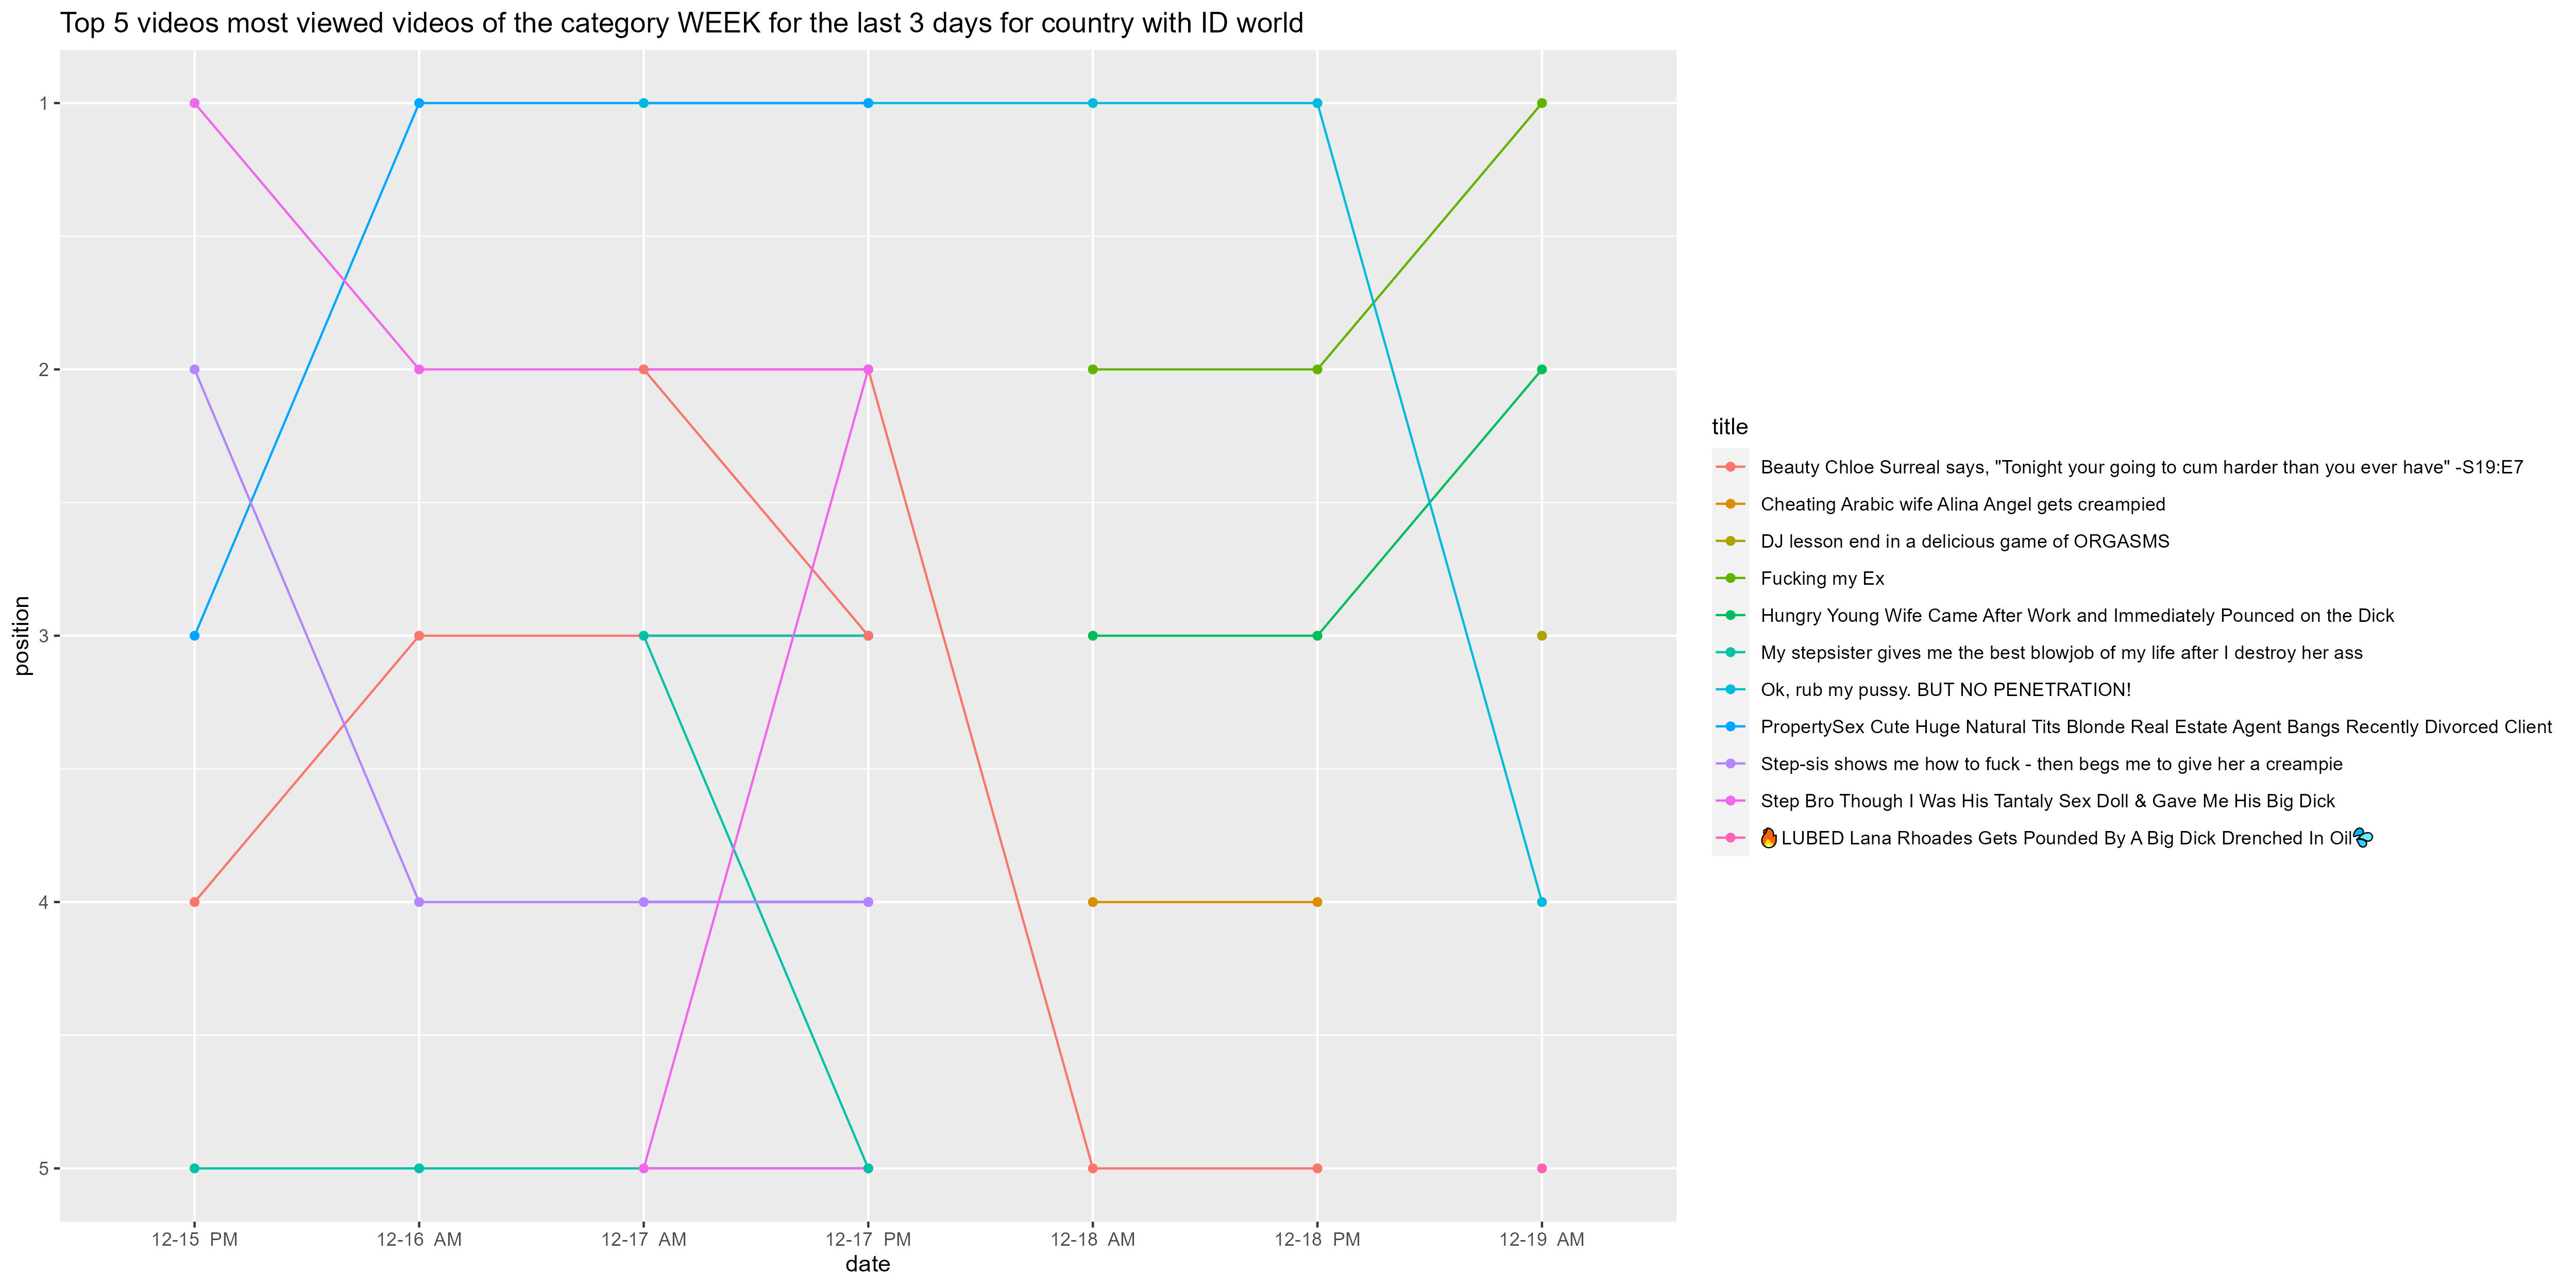 Top 5 videos most viewed videos of the category WEEK for the last 3 days for country with ID world
1
2
3
4
5
position
12-15 PM
12-16 AM
12-17 AM
12-17 PM
12-18 AM
12-18 PM
12-19 AM
date
title
Beauty Chloe Surreal says, "Tonight your going to cum harder than you ever have" -S19:E7
Cheating Arabic wife Alina Angel gets creampied
DJ lesson end in a delicious game of ORGASMS
Fucking my Ex
Hungry Young Wife Came After Work and Immediately Pounced on the Dick
My stepsister gives me the best blowjob of my life after I destroy her ass
Ok, rub my pussy. BUT NO PENETRATION!
PropertySex Cute Huge Natural Tits Blonde Real Estate Agent Bangs Recently Divorced Client
Step-sis shows me how to fuck - then begs me to give her a creampie
Step Bro Though I Was His Tantaly Sex Doll & Gave Me His Big Dick
🔥LUBED Lana Rhoades Gets Pounded By A Big Dick Drenched In Oil💦